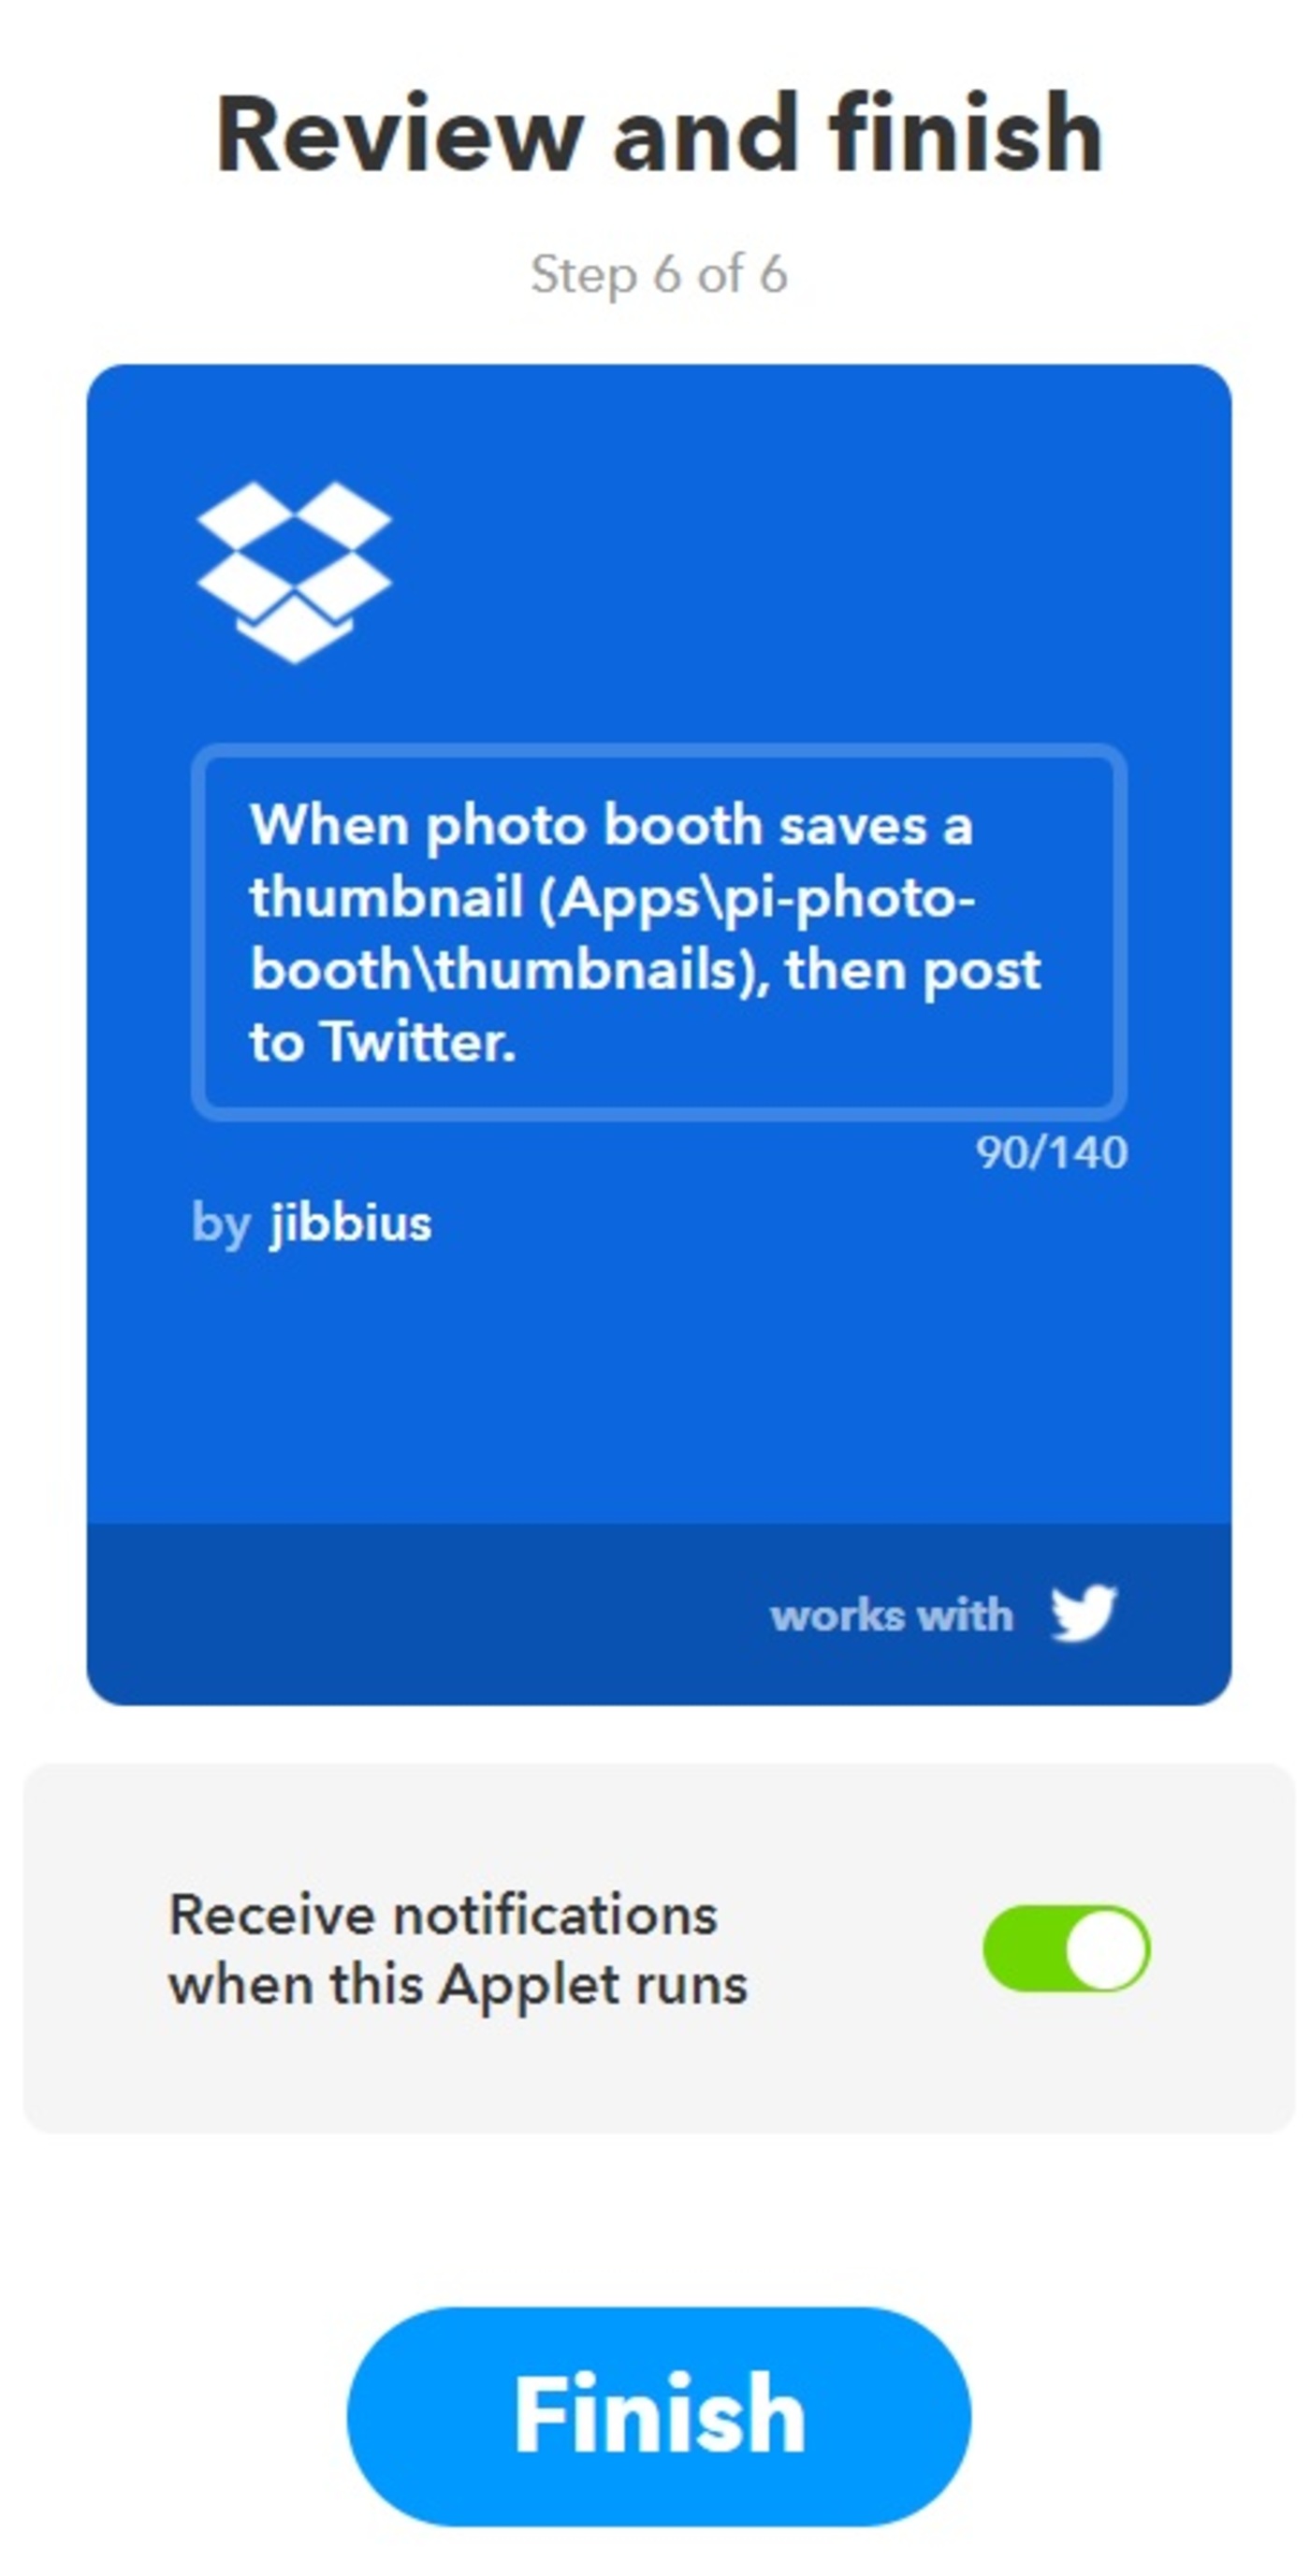 Review and finish
Step 6 of 6
When photo booth saves a
thumbnail (Apps\pi-photo-
booth\thumbnails), then post
to Twitter.
90/140
by jibbius
works with
Receive notifications
when this Applet runs
Finish